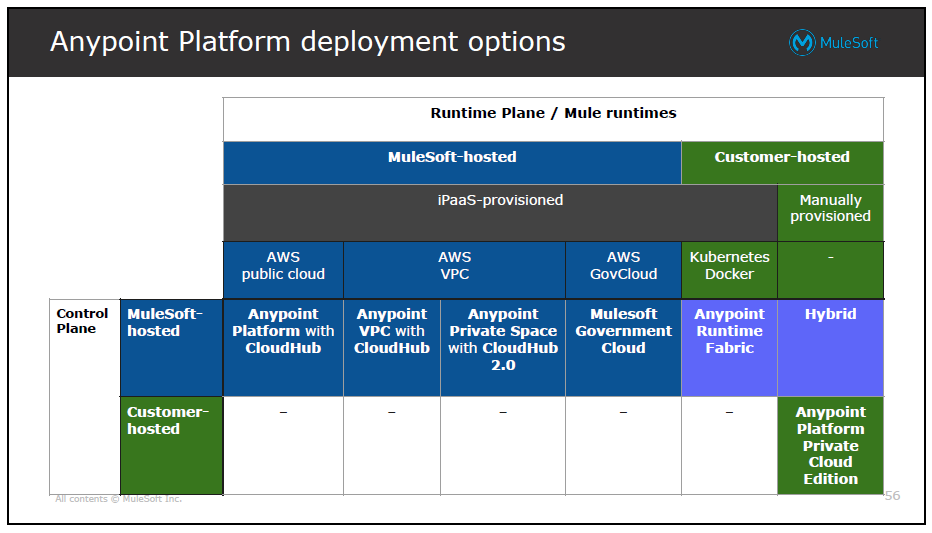 Anypoint Platform deployment options
MuleSoft
Runtime Plane / Mule runtimes
MuleSoft-hosted
Customer-hosted
iPaaS-provisioned
Manually
provisioned
AWS
public cloud
AWS
VPC
AWS
GovCloud
Kubernetes
Docker
-
Control
Plane
MuleSoft-
hosted
Anypoint
Platform with
CloudHub
Anypoint
VPC with
CloudHub
Anypoint
Private Space
with CloudHub
2.0
Mulesoft
Government
Cloud
Anypoint
Runtime
Fabric
Hybrid
Customer-
hosted
–
–
–
–
–
Anypoint
Platform
Private
Cloud
Edition
All contents © MuleSoft Inc.
56